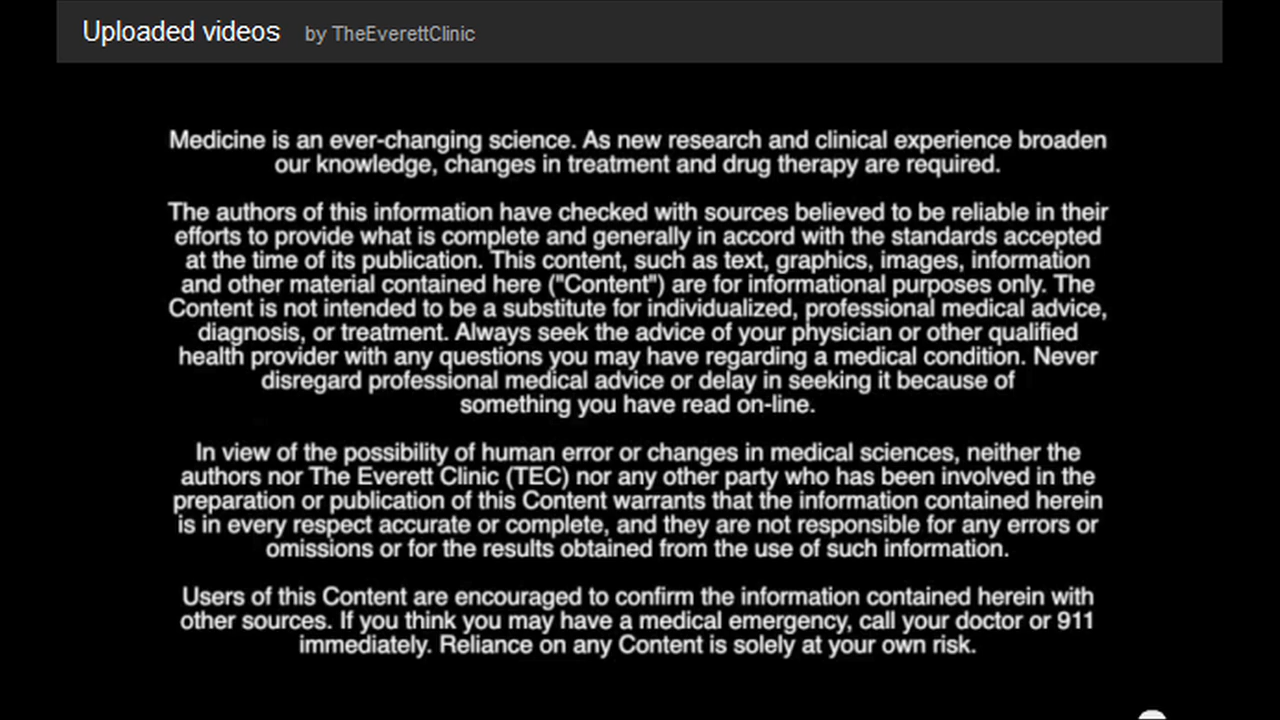 Uploaded videos by TheEverettClinic
Medicine is an ever-changing science. As new research and clinical experience broaden
our knowledge, changes in treatment and drug therapy are required.
The authors of this information have checked with sources believed to be reliable in their
efforts to provide what is complete and generally in accord with the standards accepted
at the time of its publication. This content, such as text, graphics, images, information
and other material contained here ("Content") are for informational purposes only. The
Content is not intended to be a substitute for individualized, professional medical advice,
diagnosis, or treatment. Always seek the advice of your physician or other qualified
health provider with any questions you may have regarding a medical condition. Never
disregard professional medical advice or delay in seeking it because of
something you have read on-line.
In view of the possibility of human error or changes in medical sciences, neither the
authors nor The Everett Clinic (TEC) nor any other party who has been involved in the
preparation or publication of this Content warrants that the information contained herein
is in every respect accurate or complete, and they are not responsible for any errors or
omissions or for the results obtained from the use of such information.
Users of this Content are encouraged to confirm the information contained herein with
other sources. If you think you may have a medical emergency, call your doctor or 911
immediately. Reliance on any Content is solely at your own risk.